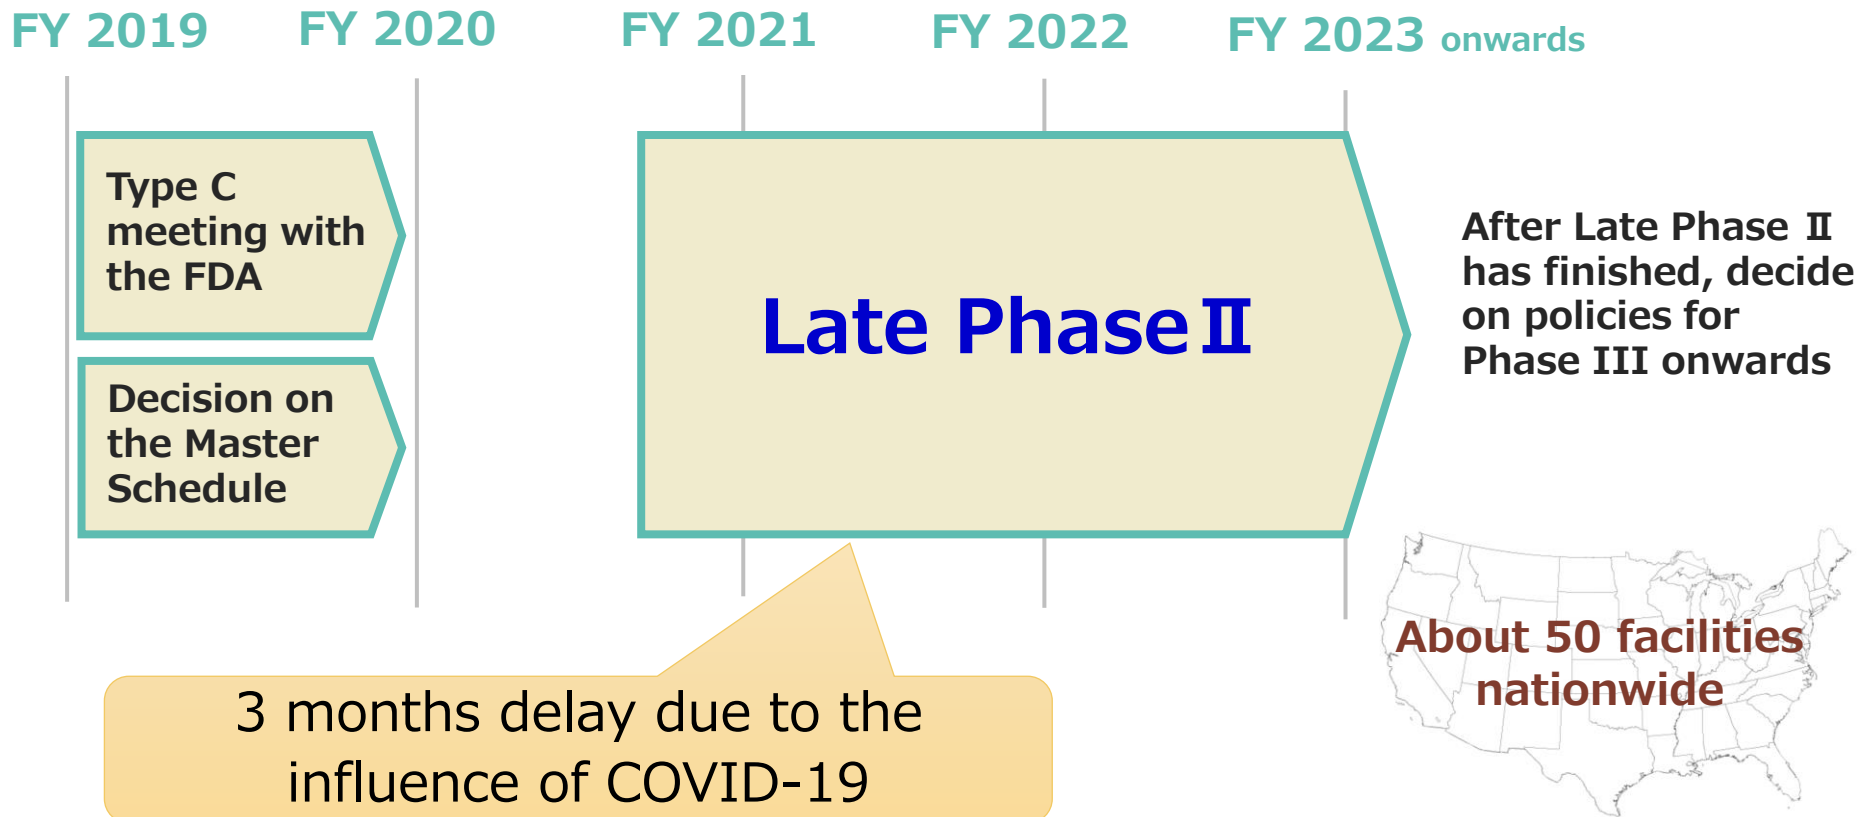 FY 2019
FY 2020
FY 2021
FY 2022
FY 2023 onwards
Type C
meeting with
the FDA
Decision on
the Master
Schedule
Late Phase Ⅱ
After Late Phase Ⅱ
has finished, decide
on policies for
Phase III onwards
3 months delay due to the
influence of COVID-19
About 50 facilities
nationwide